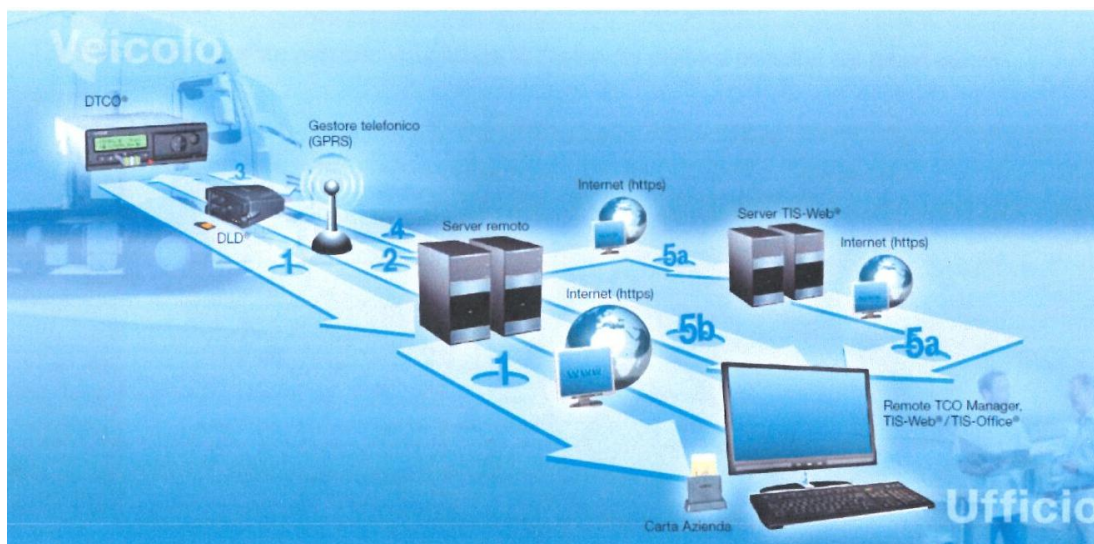 Veicolo
DTCO®
Gestore telefonico
(GPRS)
3
Internet (https)
DLD®
4
Server remoto
Server TIS-Web®
1
2
5a
Internet (https)
Internet (https)
5b
5a
1
www
Remote TCO Manager,
TIS-Web®/TIS-Office®
Carta Azienda
Ufficio